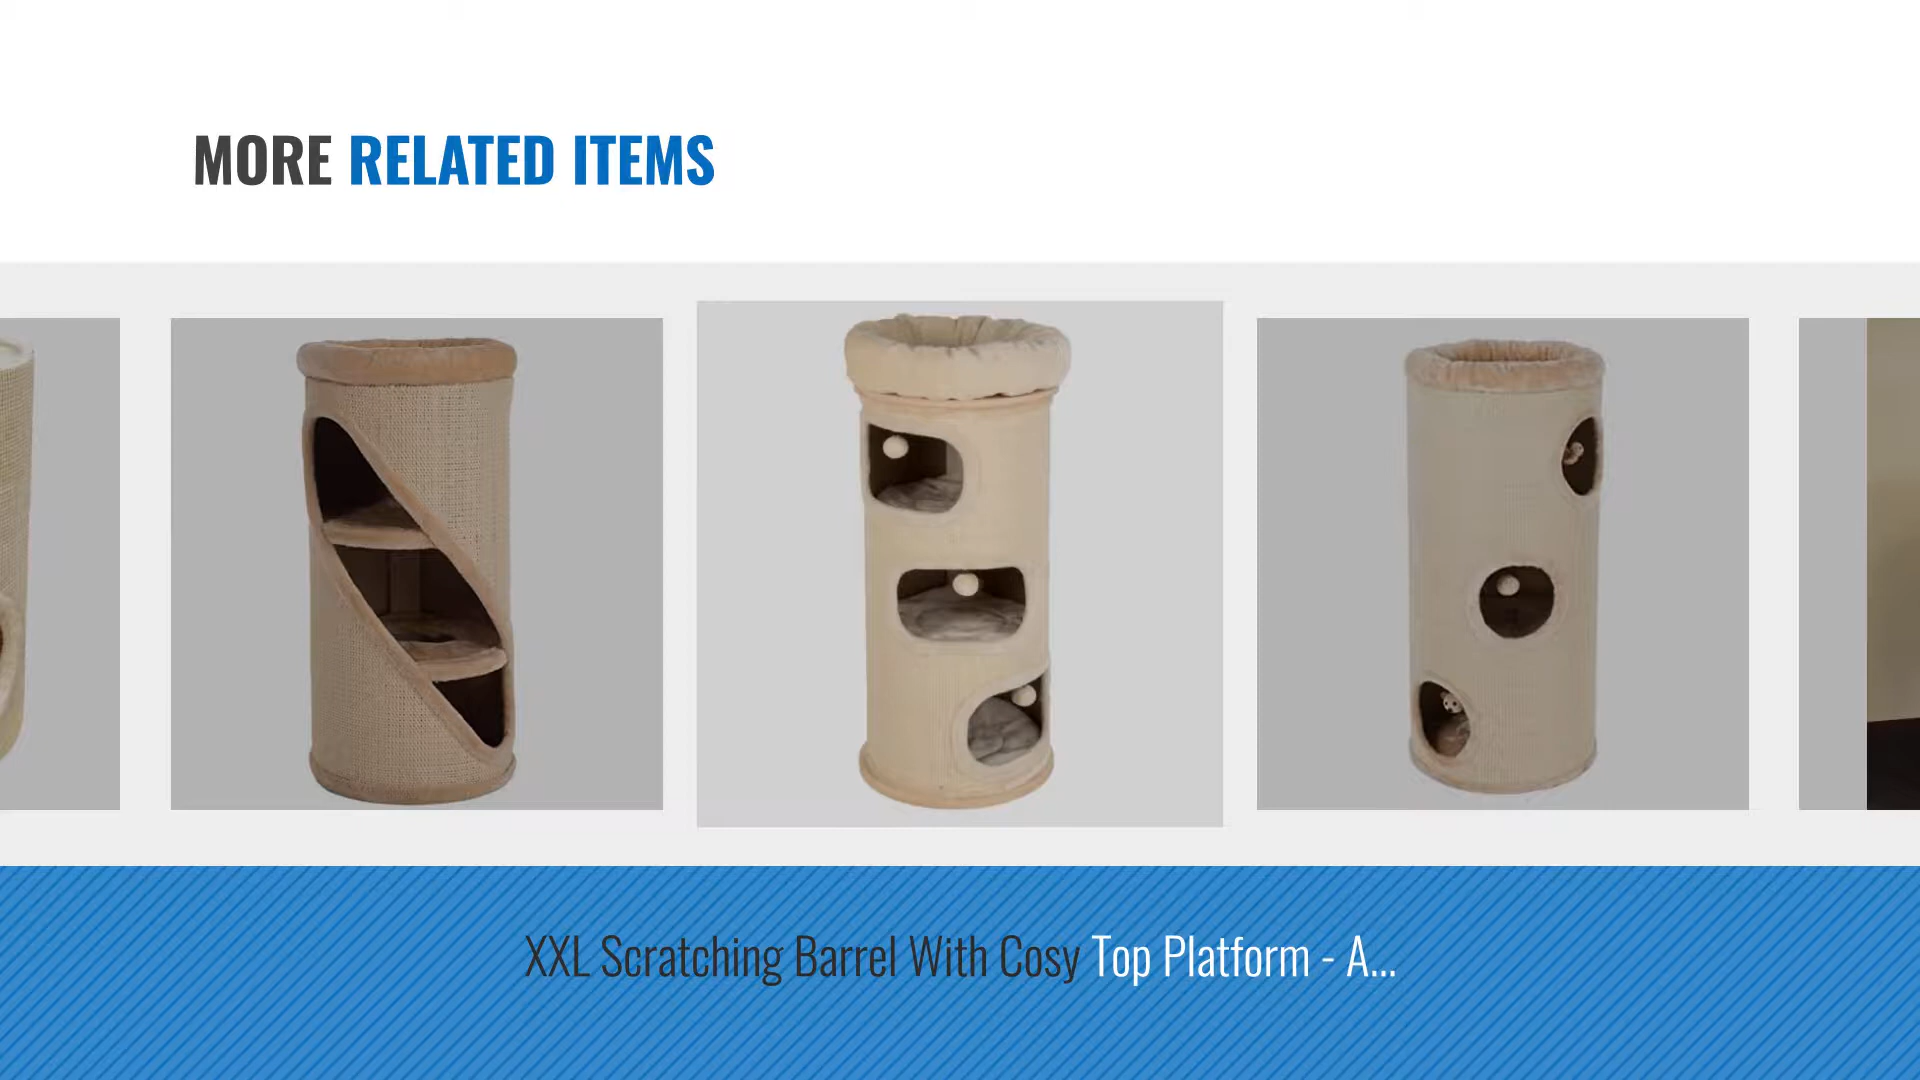 MORE RELATED ITEMS
XXL Scratching Barrel With Cosy Top Platform - A...